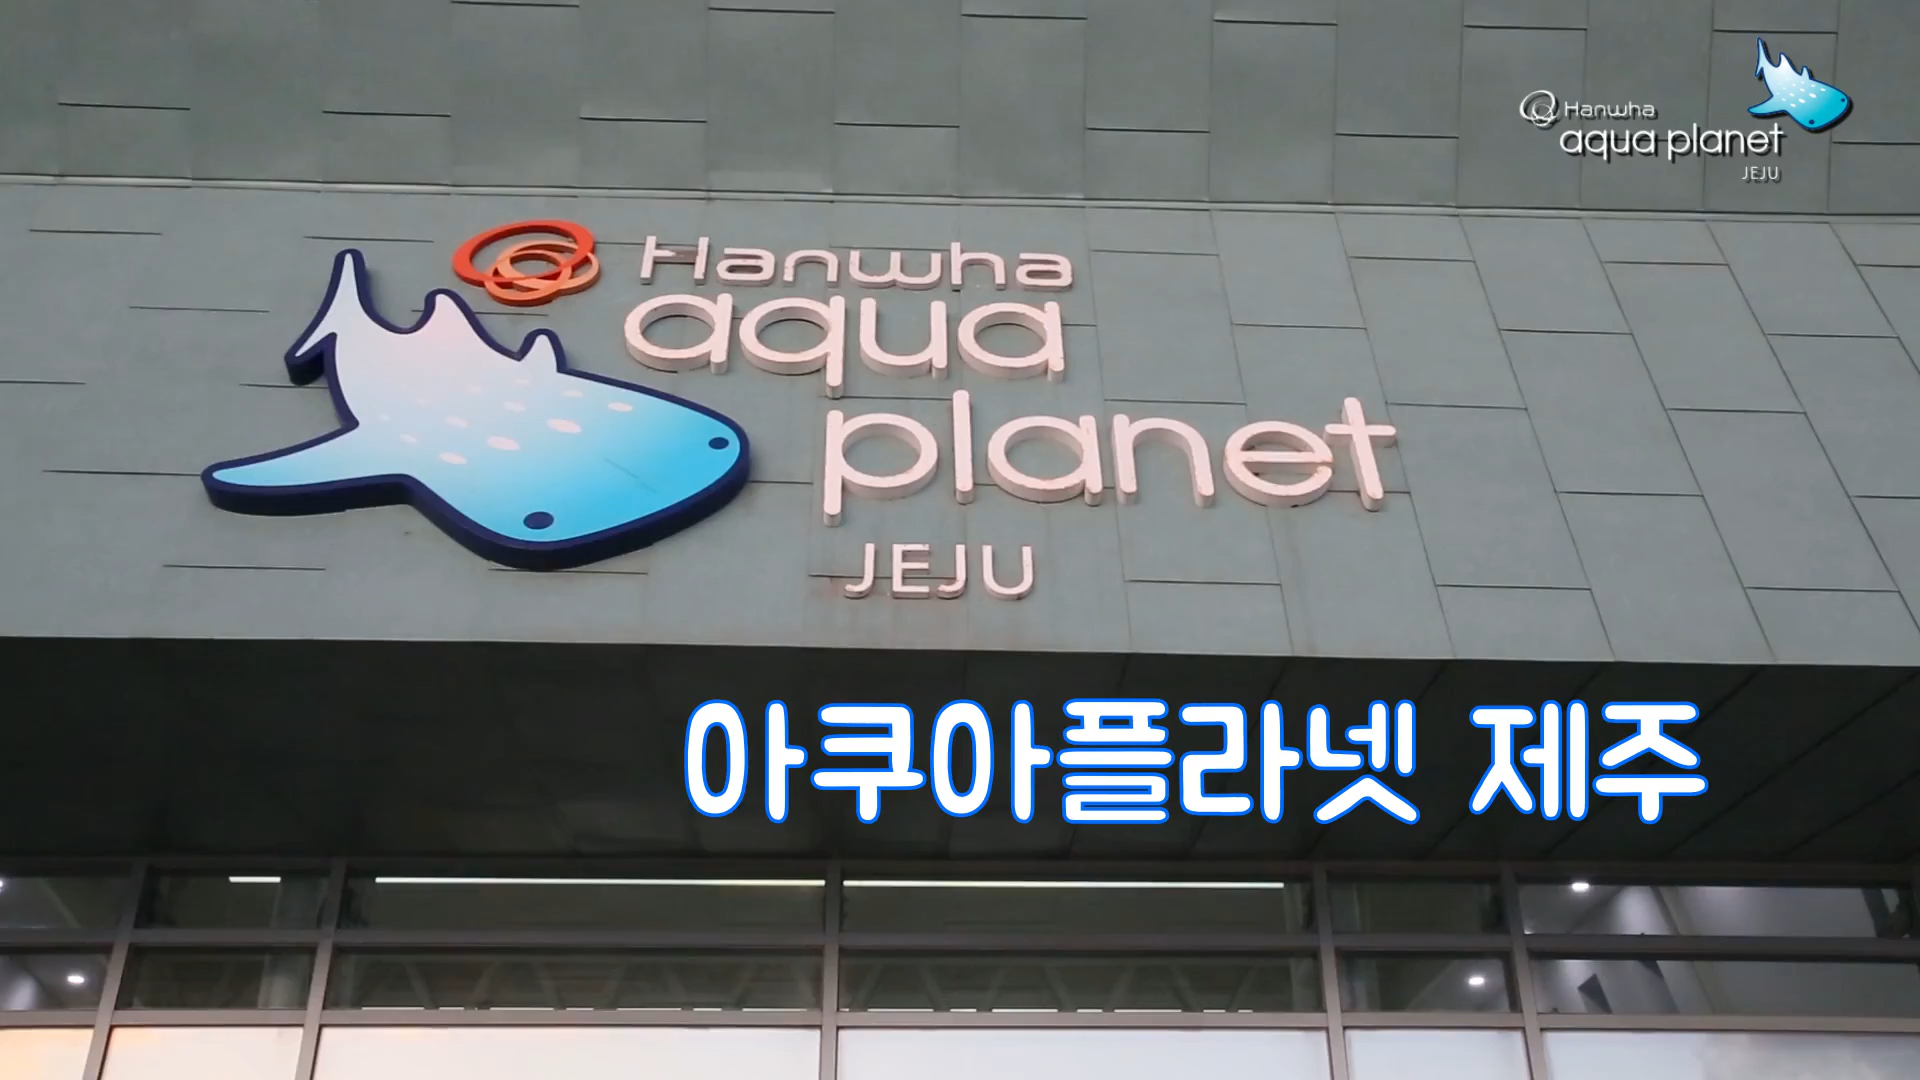 Hanwha
aqua planet
JEJU
Hanwha
aqua
planet
JEJU
아쿠아플라넷 제주